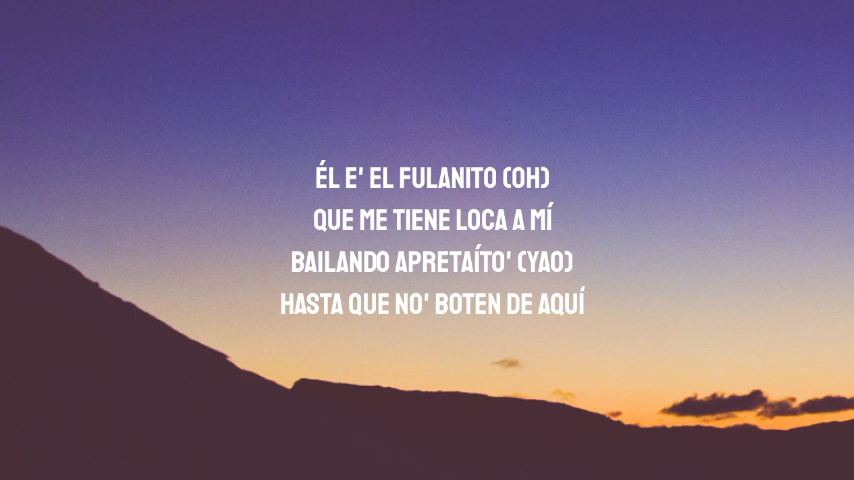 ÉL E' EL FULANITO (OH)
QUE ME TIENE LOCA A MÍ
BAILANDO APRETAÍTO' (YAO)
HASTA QUE NO' BOTEN DE AQUÍ